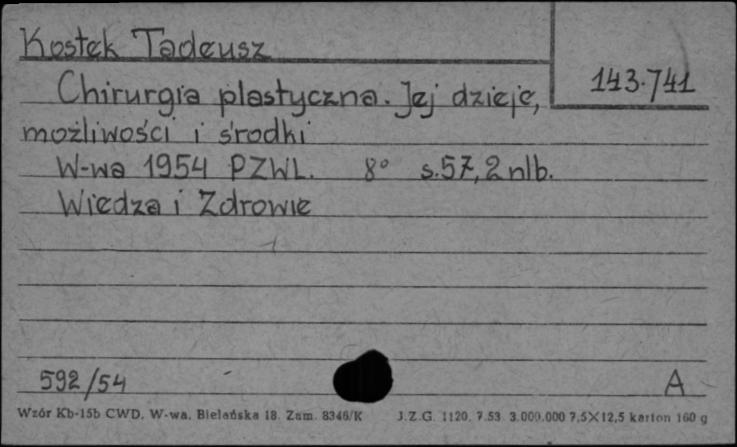 Kostek Tadeusz
143.741
Chirurgia plastyczna. Jej dzieje,
możliwości i środki
W-wa 1954 PZWL. 8° s.57, 2 nlb.
Wiedza i Zdrowie
592/54
A
Wzór Kb-15b CWD. W-wa. Bielańska 18. Zam. 8346/K J.Z.G. 1120. 7.53 3.000.000 7,5×12,5 karton 160 g